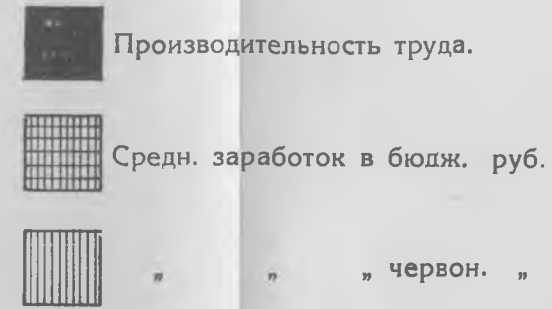 Производительность труда.
Средн. заработок в бюдж. руб.
„ „ „ червон. „